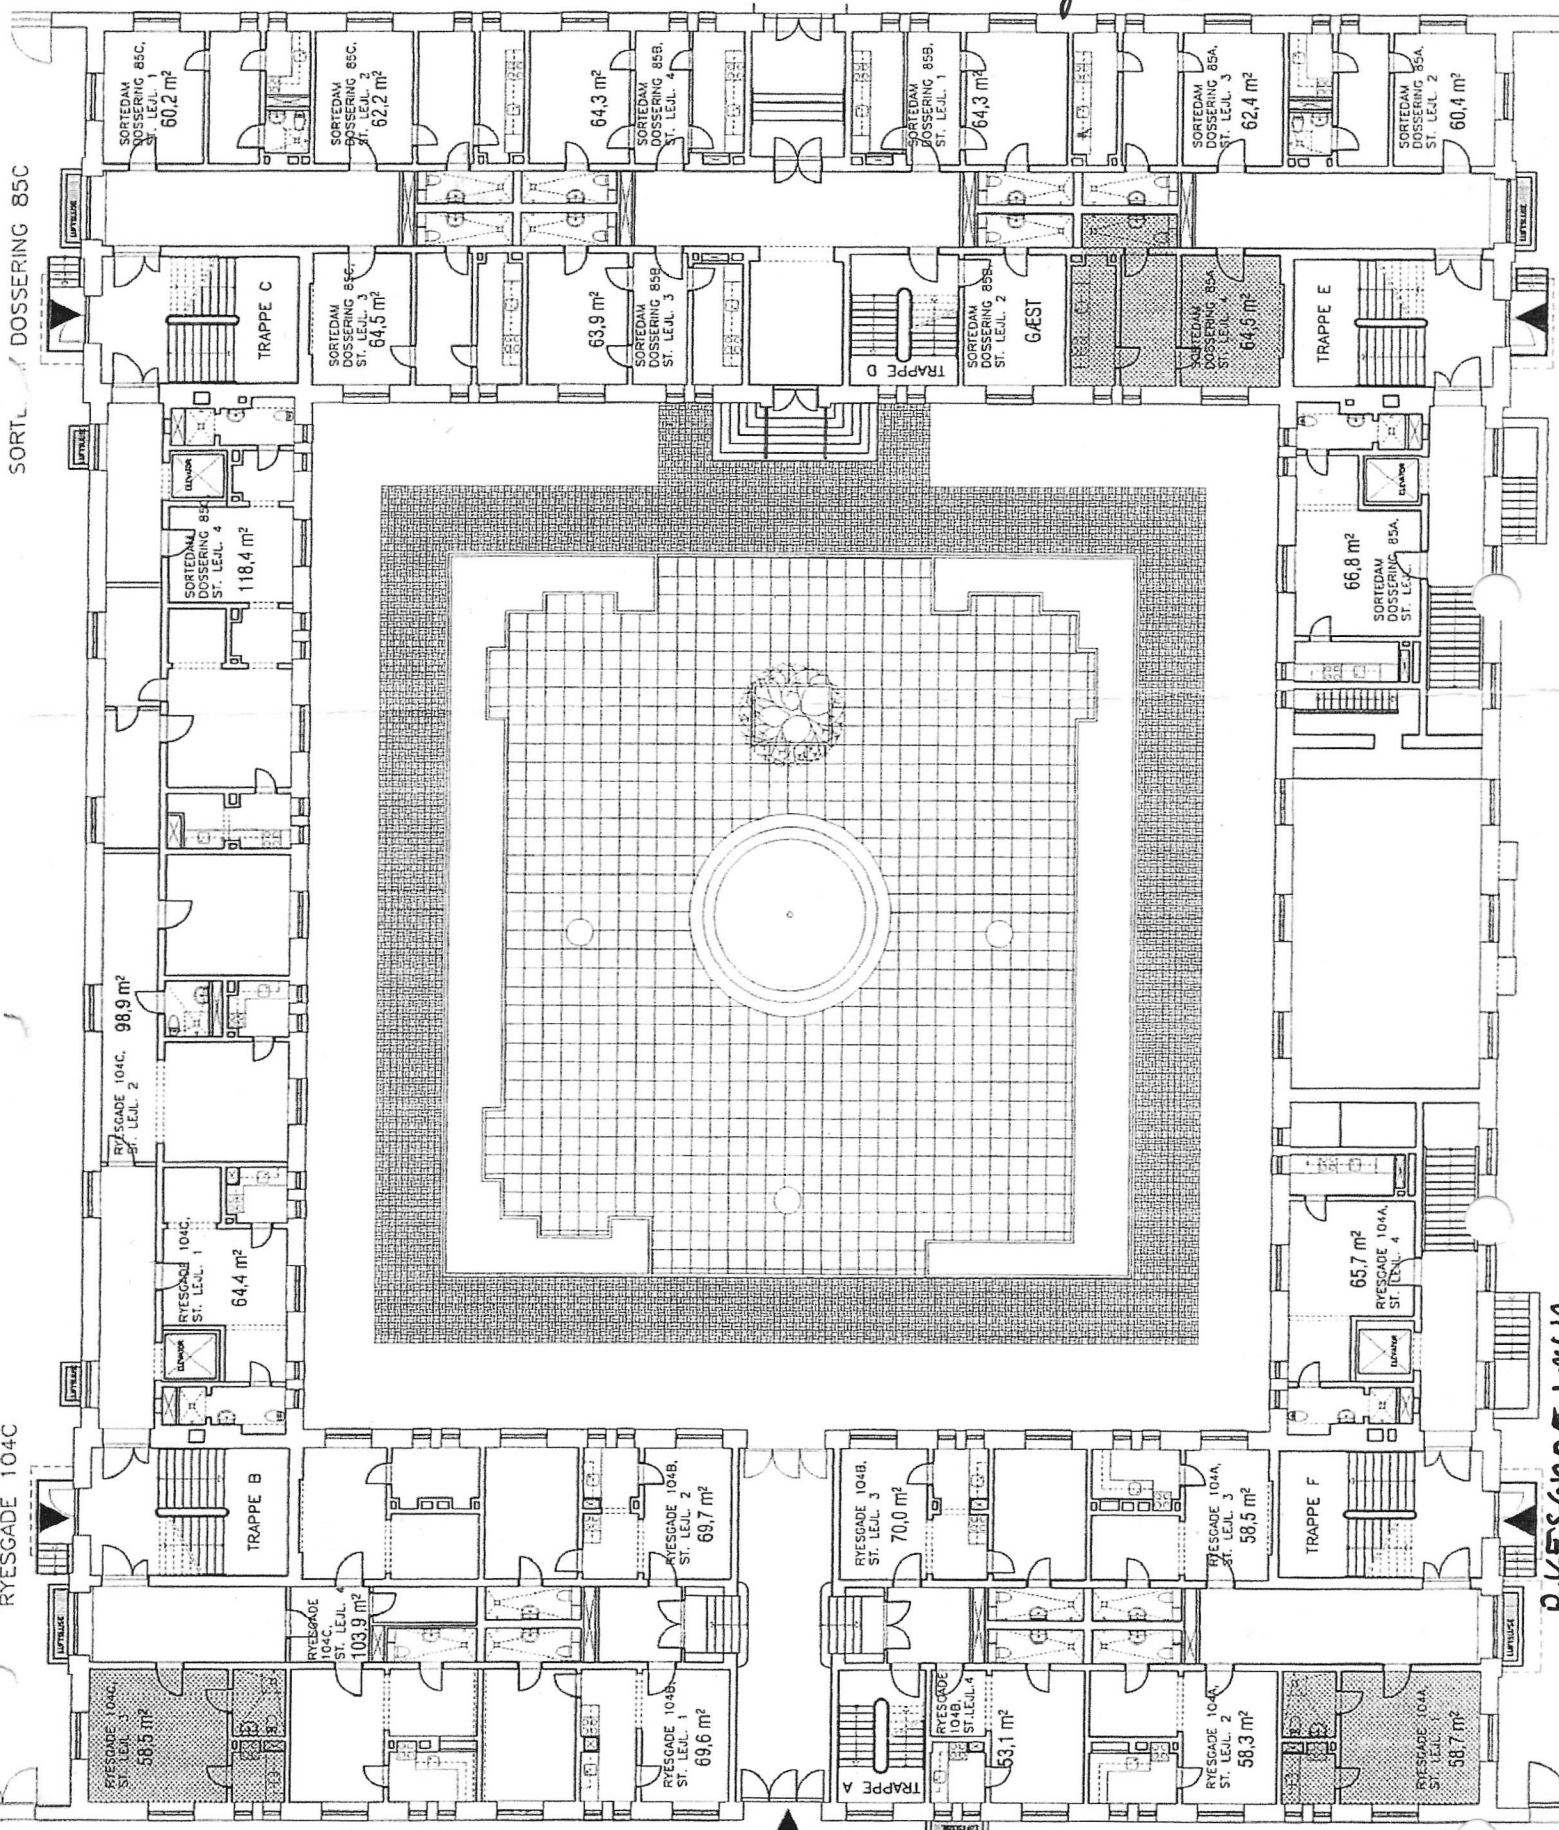 SORTEDAM
DOSSERING 85C,
ST. LEJL. 1
60,2 m²
SORTEDAM
DOSSERING 85C,
ST. LEJL. 2
62,2 m²
64,3 m²
SORTEDAM
DOSSERING 85B,
ST. LEJL. 4
SORTEDAM
DOSSERING 85B,
ST. LEJL. 1
64,3 m²
SORTEDAM
DOSSERING 85A,
ST. LEJL. 3
62,4 m²
SORTEDAM
DOSSERING 85A,
ST. LEJL. 2
60,4 m²
DOSSERING 85C
LUFTSLUSE
LUFTSLUSE
TRAPPE C
SORTEDAM
DOSSERING 85C,
ST. LEJL. 3
64,5 m²
63,9 m²
SORTEDAM
DOSSERING 85B
ST. LEJL. 3
TRAPPE D
SORTEDAM
DOSSERING 85B,
ST. LEJL. 2
GÆST
SORTEDAM
DOSSERING 85A
ST. LEJL. 4
64,6 m²
TRAPPE E
LUFTSLUSE
ELEVATOR
SORTEDAM
DOSSERING 85C
ST. LEJL. 4
118,4 m²
ELEVATOR
66,8 m²
SORTEDAM
DOSSERING 85A,
ST. LEJL.
RYESGADE 104C, 98,9 m²
ST. LEJL. 2
RYESGADE 104C,
ST. LEJL. 1
64,4 m²
ELEVATOR
65,7 m²
RYESGADE 104A,
ST. LEJL. 4
ELEVATOR
LUFTSLUSE
RYESGADE 104C
TRAPPE B
RYESGADE 104B,
ST. LEJL. 2
69,7 m²
RYESGADE 104B,
ST. LEJL. 3
70,0 m²
RYESGADE 104A,
ST. LEJL. 3
58,5 m²
TRAPPE F
LUFTSLUSE
RYESGADE
104C,
ST. LEJL. 4
103,9 m²
LUFTSLUSE
RYESGADE 104C,
ST. LEJL. 3
58,5 m²
RYESGADE 104B,
ST. LEJL. 1
69,6 m²
TRAPPE A
RYESGADE
104B,
ST.LEJL.4
53,1 m²
RYESGADE 104A,
ST. LEJL. 2
58,3 m²
RYESGADE 104A
ST. LEJL. 1
58,7 m²